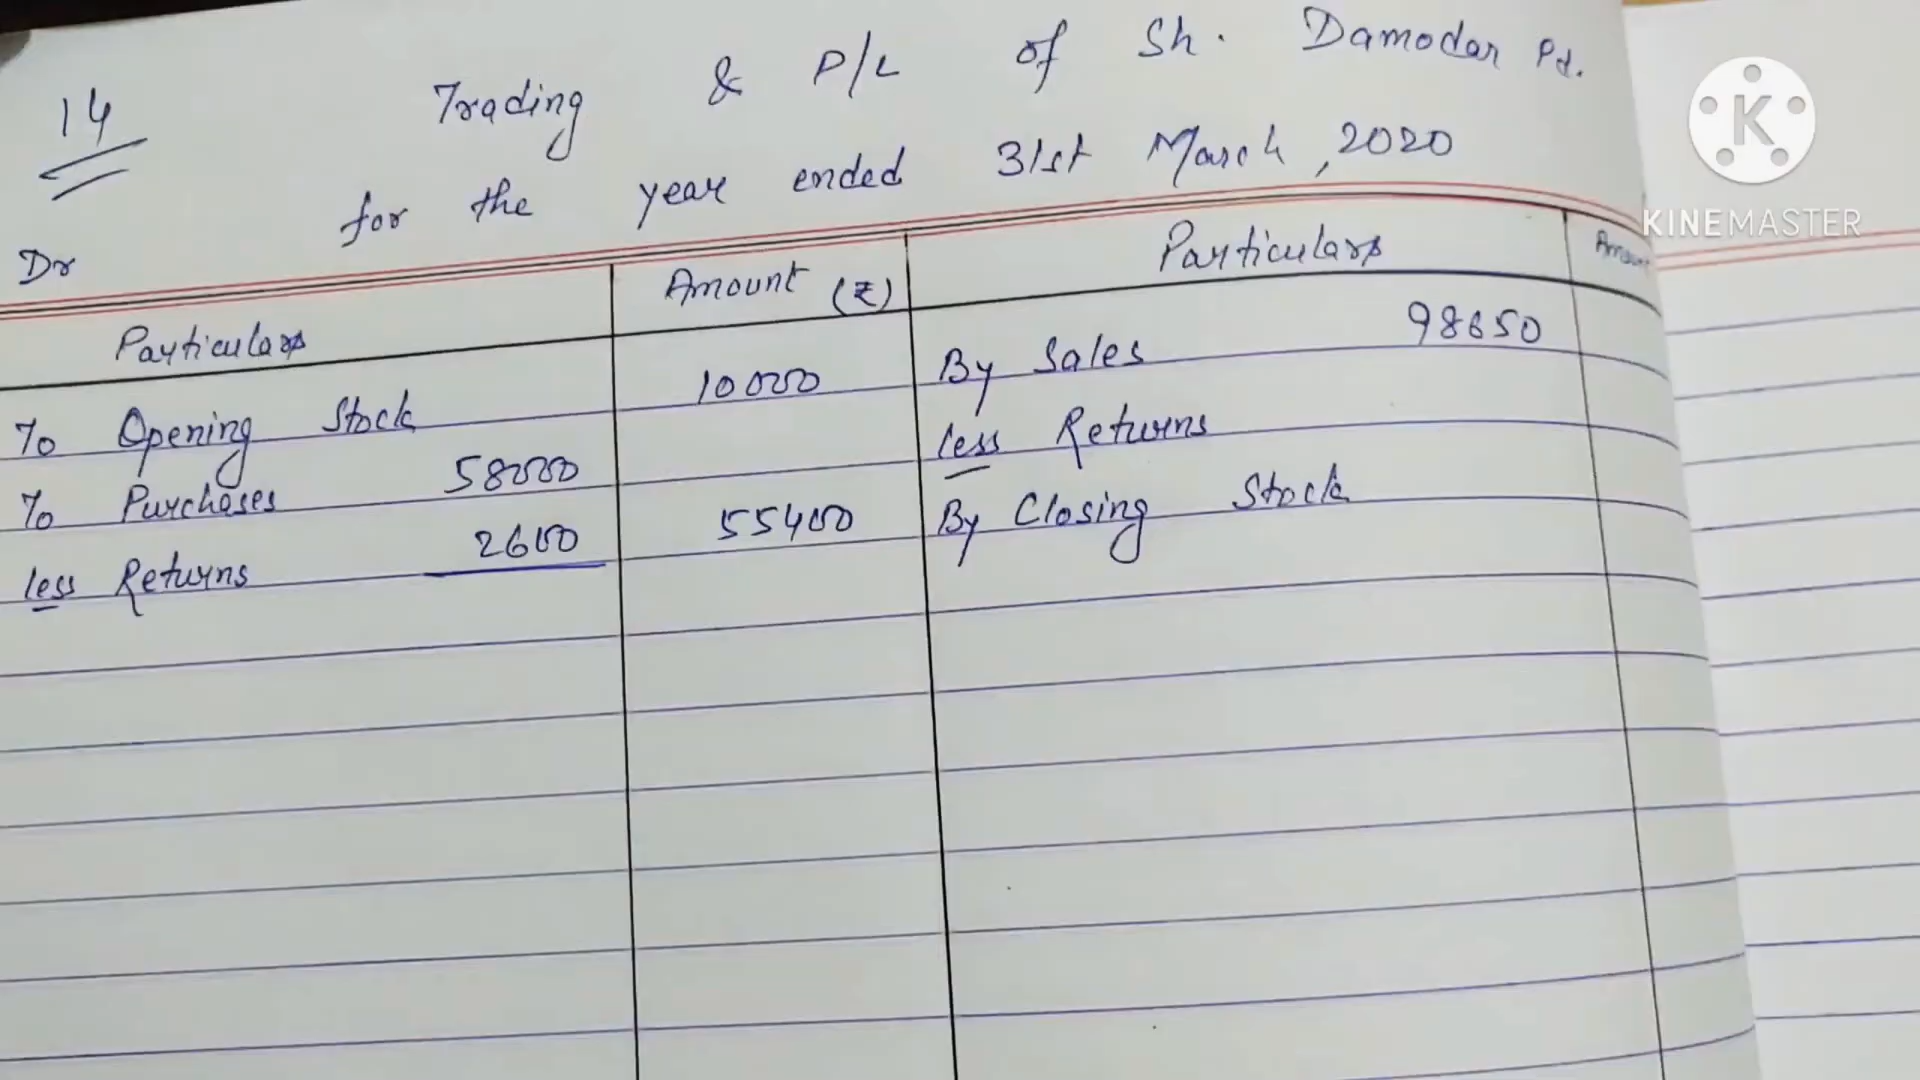 14
Trading & P/L of Sh. Damodar Pd.
for the year ended 31st March, 2020
Dr
Particulars Amount (₹) Particulars Amount
To Opening Stock 10000 By Sales 98650
To Purchases 58000 less Returns
less Returns 2600 55400 By Closing Stock
K
KINEMASTER